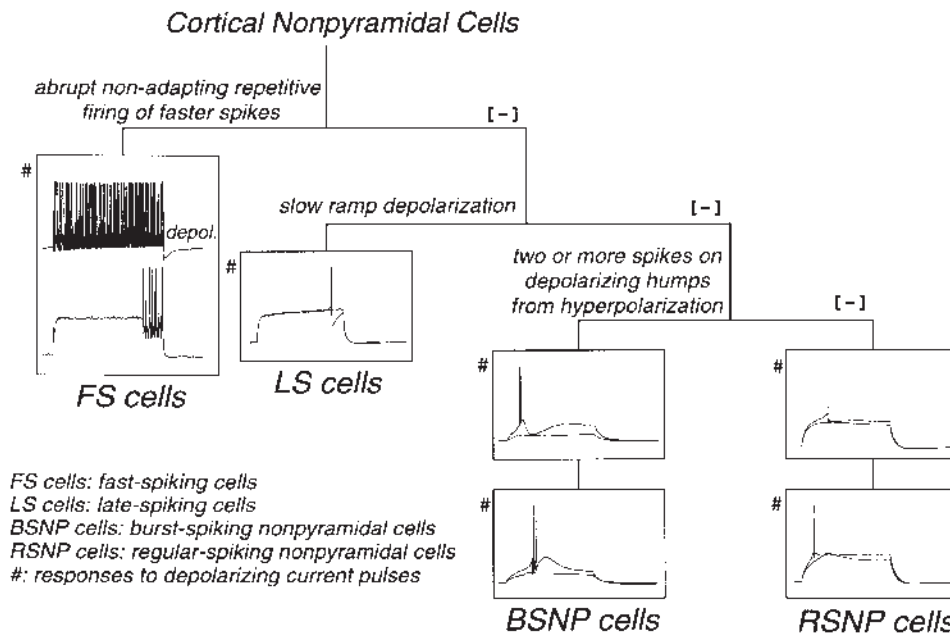 Cortical Nonpyramidal Cells
abrupt non-adapting repetitive
firing of faster spikes
[-]
#
depol.
FS cells
slow ramp depolarization
[-]
#
LS cells
two or more spikes on
depolarizing humps
from hyperpolarization
[-]
#
#
#
#
BSNP cells
RSNP cells
FS cells: fast-spiking cells
LS cells: late-spiking cells
BSNP cells: burst-spiking nonpyramidal cells
RSNP cells: regular-spiking nonpyramidal cells
#: responses to depolarizing current pulses